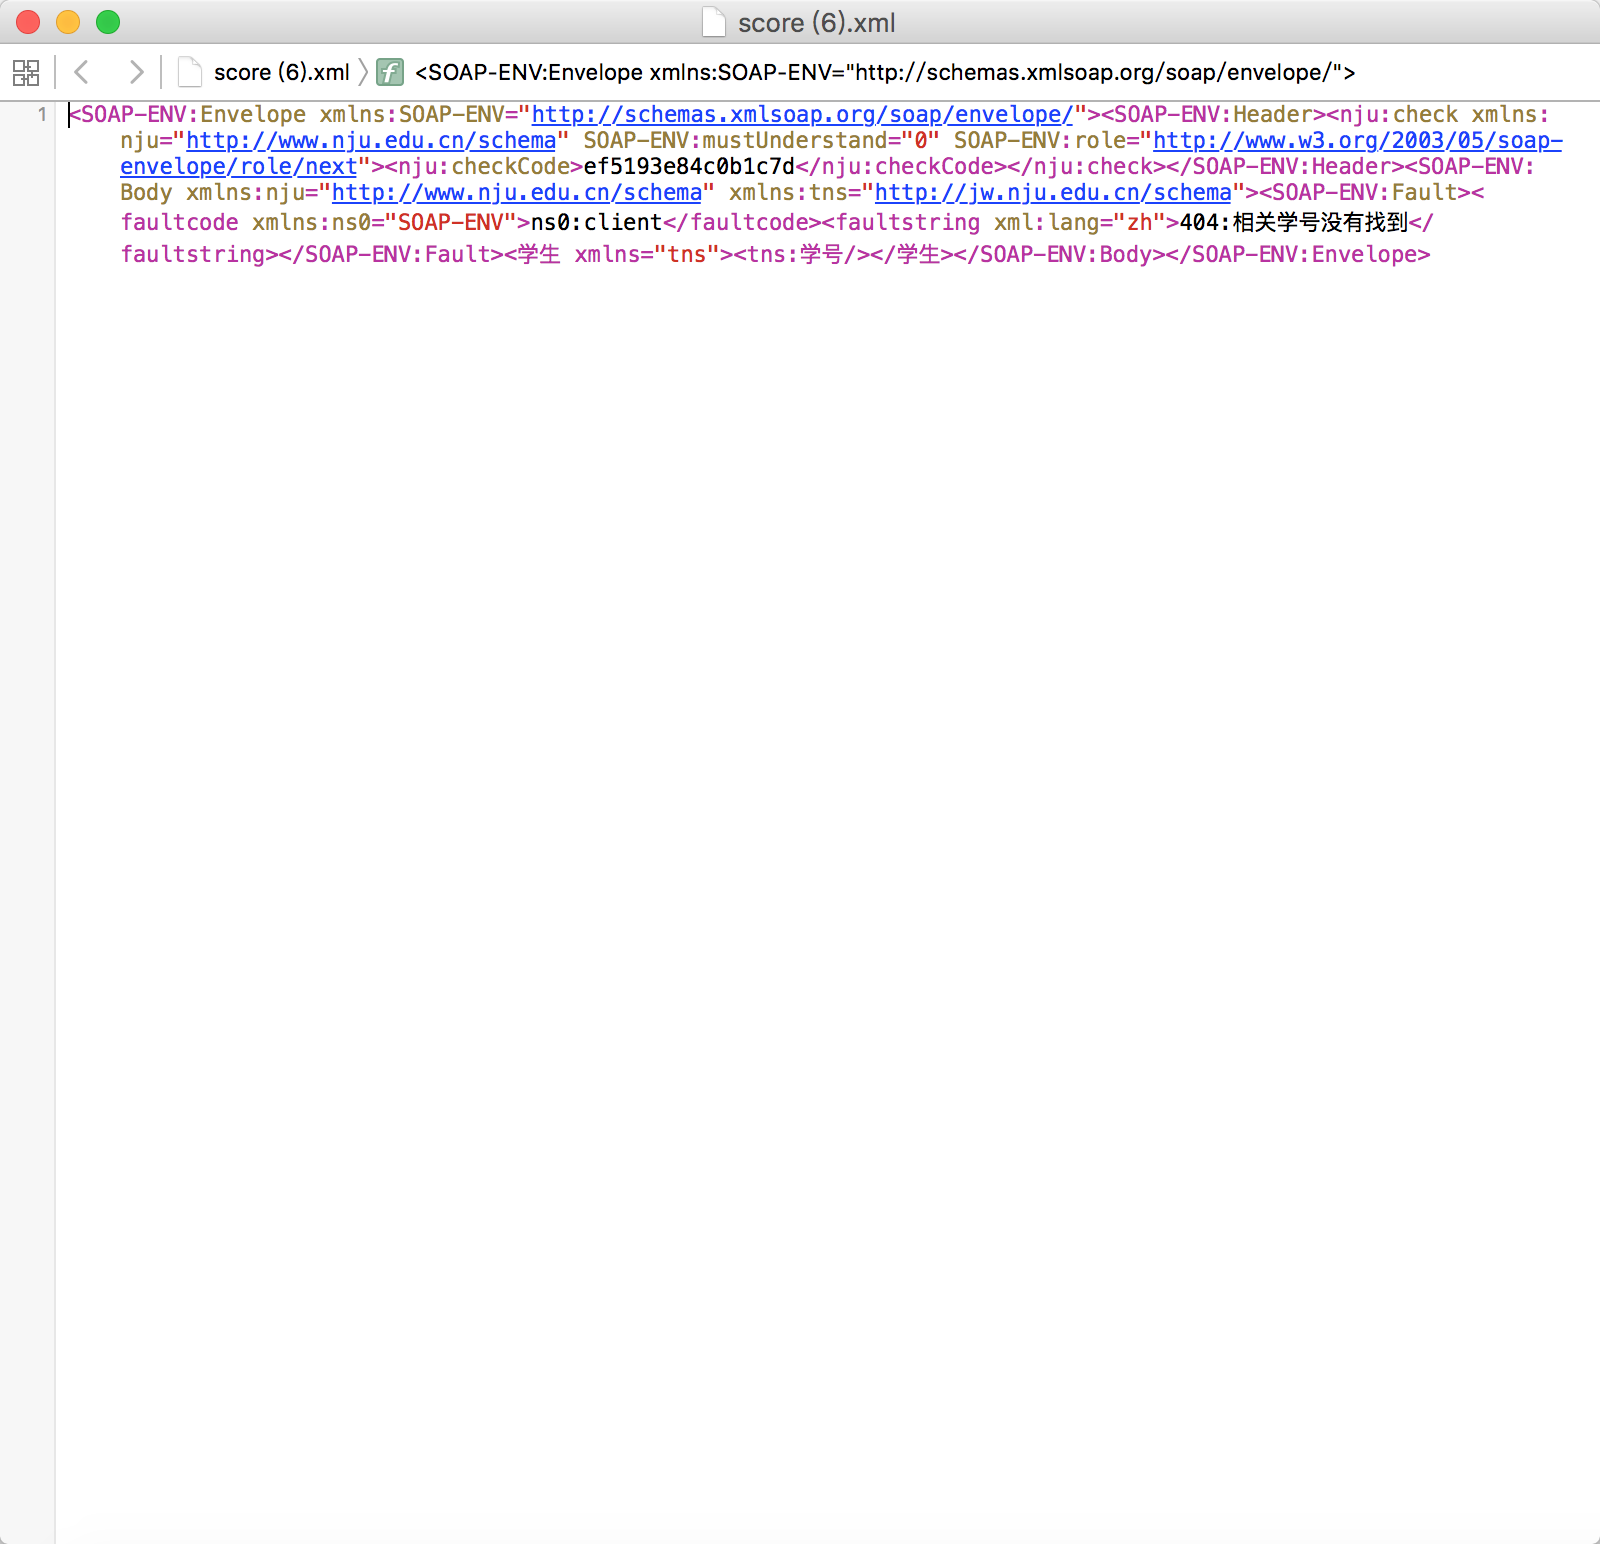 score (6).xml
score (6).xml 〉 f <SOAP-ENV:Envelope xmlns:SOAP-ENV="http://schemas.xmlsoap.org/soap/envelope/">
1 <SOAP-ENV:Envelope xmlns:SOAP-ENV="http://schemas.xmlsoap.org/soap/envelope/"><SOAP-ENV:Header><nju:check xmlns:
nju="http://www.nju.edu.cn/schema" SOAP-ENV:mustUnderstand="0" SOAP-ENV:role="http://www.w3.org/2003/05/soap-
envelope/role/next"><nju:checkCode>ef5193e84c0b1c7d</nju:checkCode></nju:check></SOAP-ENV:Header><SOAP-ENV:
Body xmlns:nju="http://www.nju.edu.cn/schema" xmlns:tns="http://jw.nju.edu.cn/schema"><SOAP-ENV:Fault><
faultcode xmlns:ns0="SOAP-ENV">ns0:client</faultcode><faultstring xml:lang="zh">404:相关学号没有找到</
faultstring></SOAP-ENV:Fault><学生 xmlns="tns"><tns:学号/></学生></SOAP-ENV:Body></SOAP-ENV:Envelope>